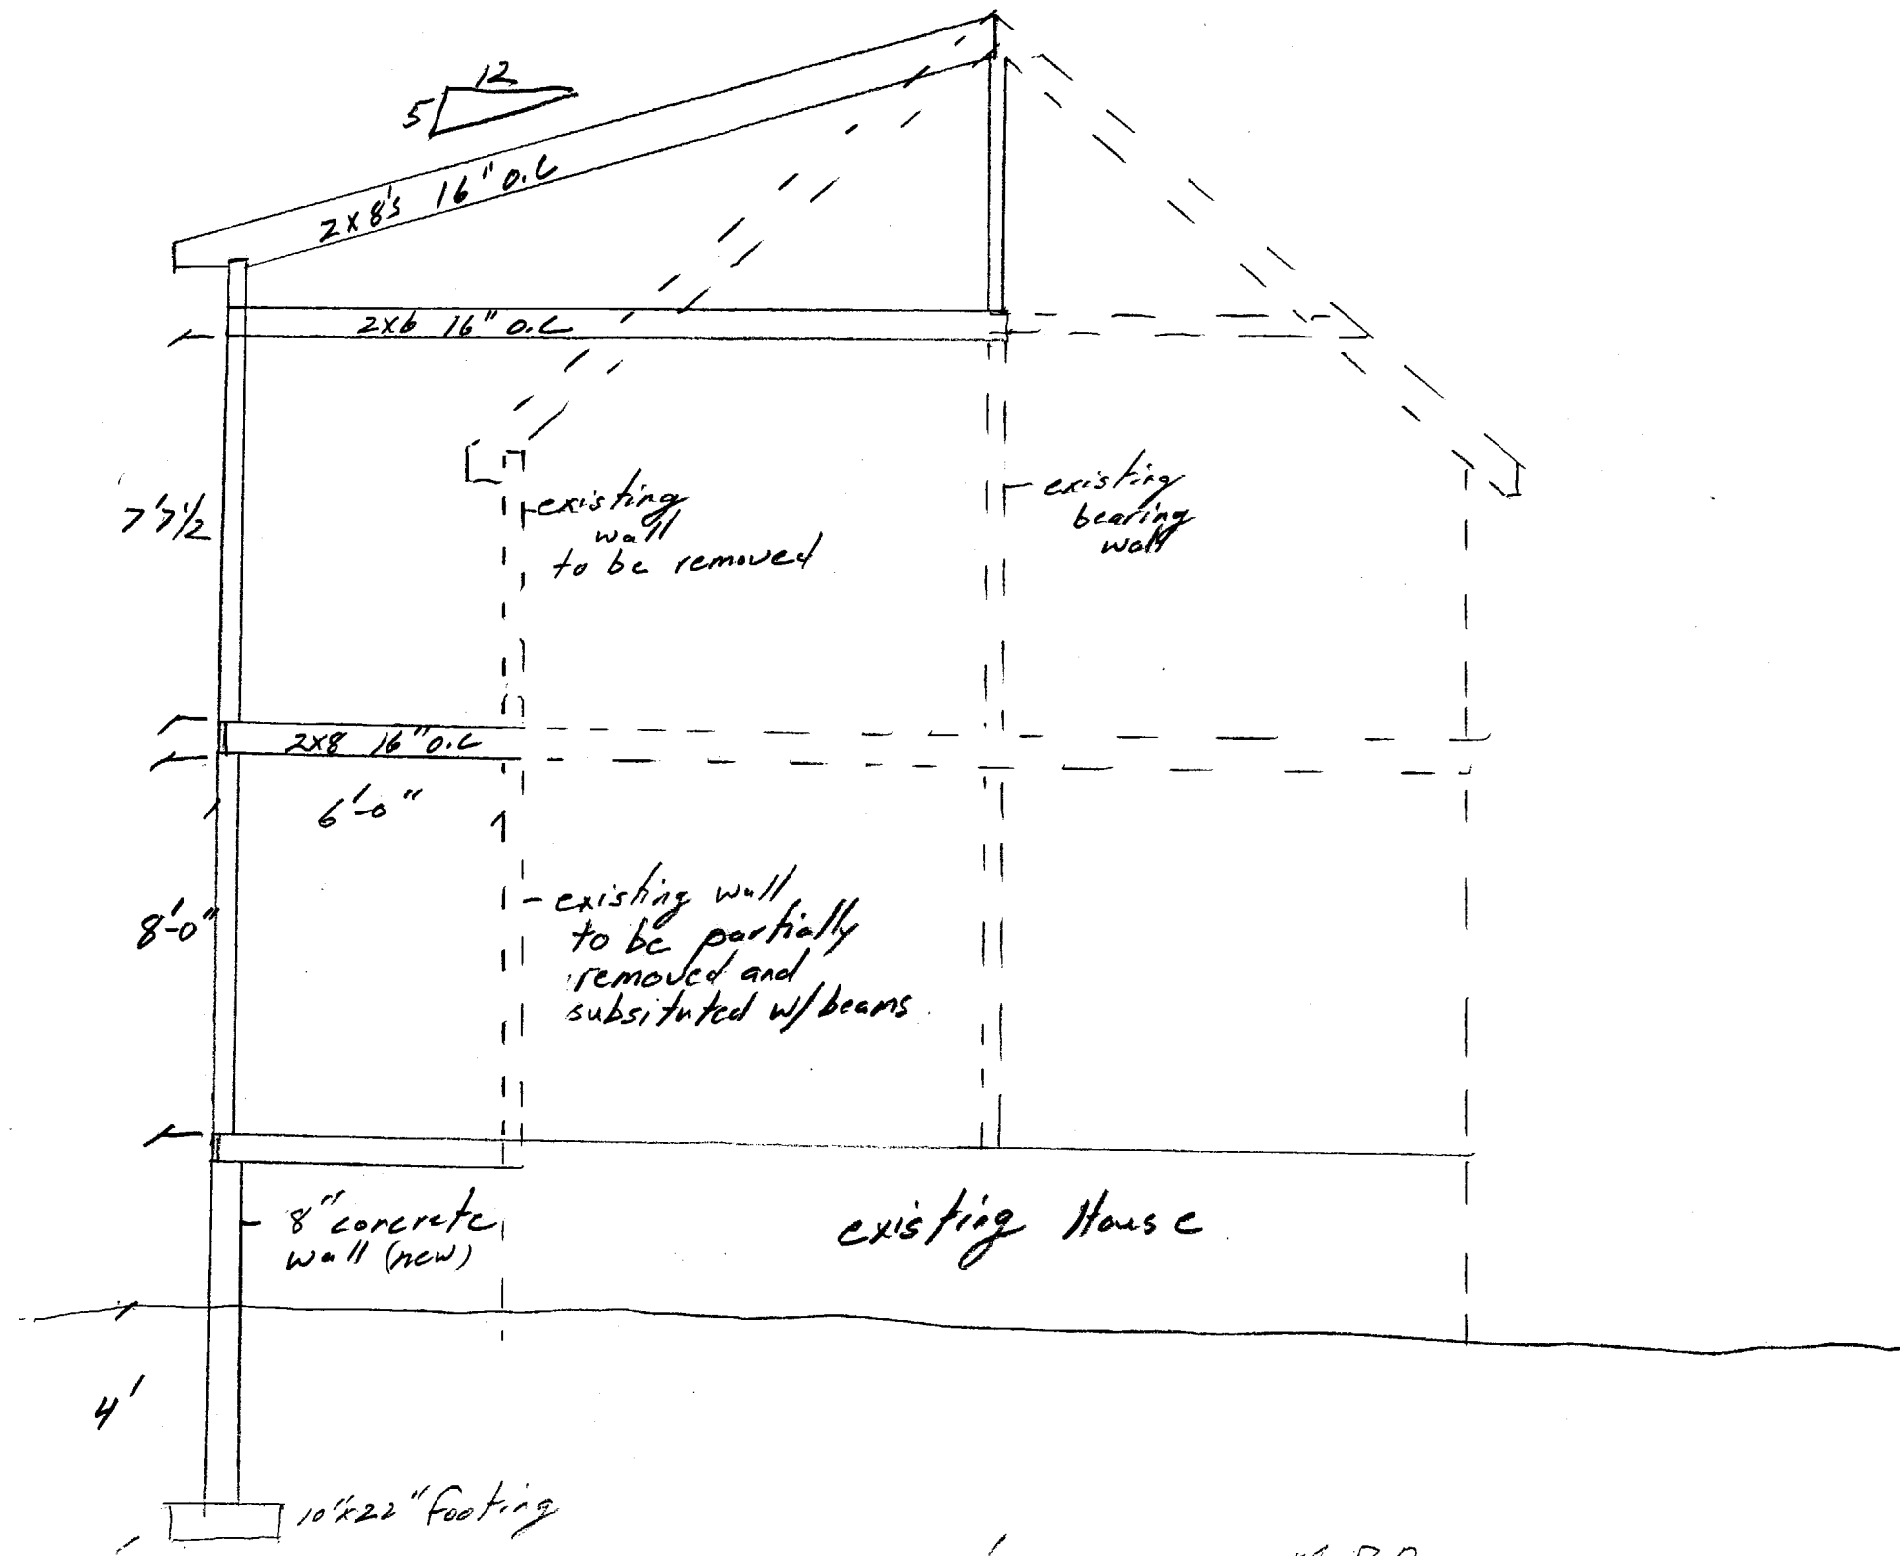 12
5
2x8's 16" o.c
2x6 16" o.c
7'7 1/2
existing
wall
to be removed
existing
bearing
wall
2x8 16" o.c
6'-0"
8'-0"
existing wall
to be partially
removed and
subsituted w/beams
8" concrete
wall (new)
existing House
4'
10"x22" footing